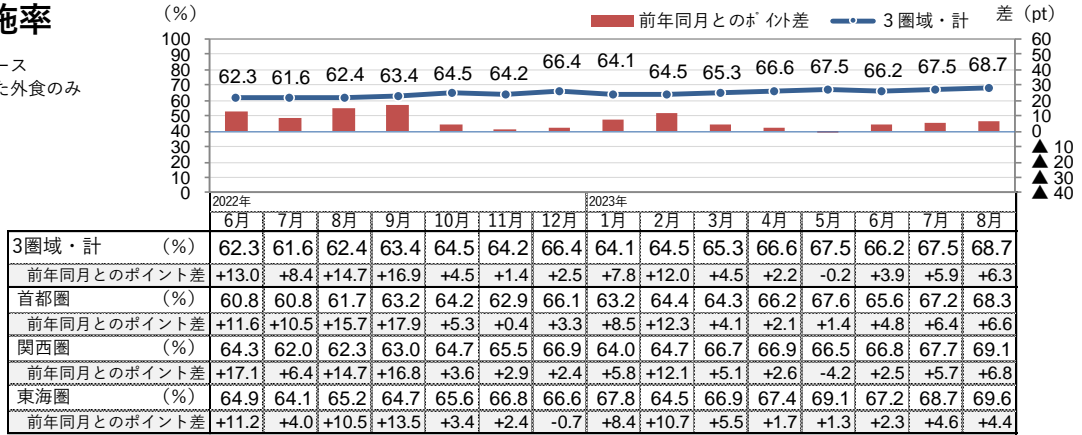 施率
ース
た外食のみ
(%)
前年同月とのポイント差 3圏域・計
差 (pt)
100
90
80
70
60
50
40
30
20
10
0
60
50
40
30
20
10
0
▲ 10
▲ 20
▲ 30
▲ 40
62.3 61.6 62.4 63.4 64.5 64.2 66.4 64.1 64.5 65.3 66.6 67.5 66.2 67.5 68.7
2022年 2023年
6月 7月 8月 9月 10月 11月 12月 1月 2月 3月 4月 5月 6月 7月 8月
3圏域・計 (%) 62.3 61.6 62.4 63.4 64.5 64.2 66.4 64.1 64.5 65.3 66.6 67.5 66.2 67.5 68.7
前年同月とのポイント差 +13.0 +8.4 +14.7 +16.9 +4.5 +1.4 +2.5 +7.8 +12.0 +4.5 +2.2 -0.2 +3.9 +5.9 +6.3
首都圏 (%) 60.8 60.8 61.7 63.2 64.2 62.9 66.1 63.2 64.4 64.3 66.2 67.6 65.6 67.2 68.3
前年同月とのポイント差 +11.6 +10.5 +15.7 +17.9 +5.3 +0.4 +3.3 +8.5 +12.3 +4.1 +2.1 +1.4 +4.8 +6.4 +6.6
関西圏 (%) 64.3 62.0 62.3 63.0 64.7 65.5 66.9 64.0 64.7 66.7 66.9 66.5 66.8 67.7 69.1
前年同月とのポイント差 +17.1 +6.4 +14.7 +16.8 +3.6 +2.9 +2.4 +5.8 +12.1 +5.1 +2.6 -4.2 +2.5 +5.7 +6.8
東海圏 (%) 64.9 64.1 65.2 64.7 65.6 66.8 66.6 67.8 64.5 66.9 67.4 69.1 67.2 68.7 69.6
前年同月とのポイント差 +11.2 +4.0 +10.5 +13.5 +3.4 +2.4 -0.7 +8.4 +10.7 +5.5 +1.7 +1.3 +2.3 +4.6 +4.4